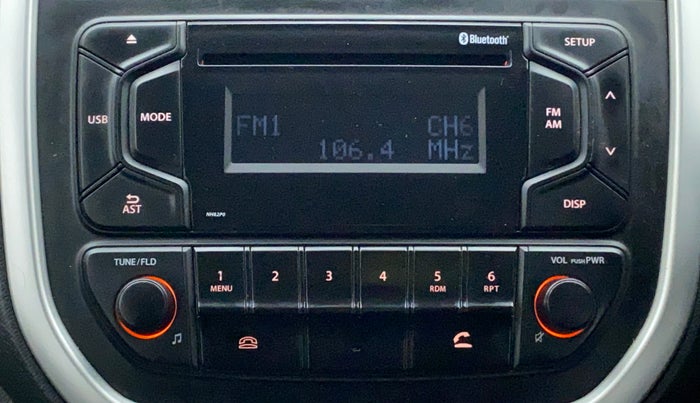 Bluetooth
SETUP
USB
MODE
FM1 CH6
106.4 MHz
FM
AM
AST
NH82P0
DISP
TUNE/FLD
VOL PUSH PWR
1 2 3 4 5 6
MENU RDM RPT